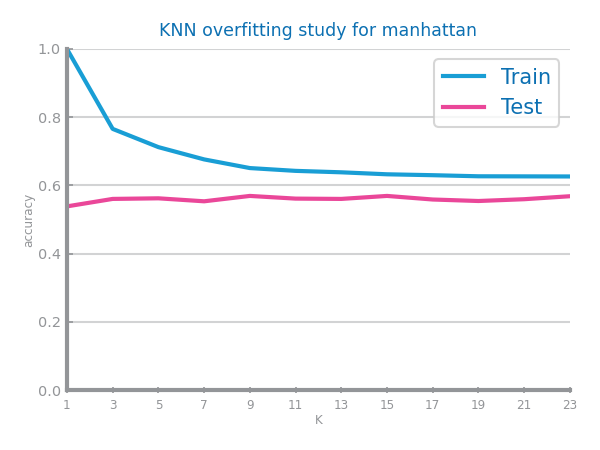 KNN overfitting study for manhattan
Train
Test
accuracy
1.0
0.8
0.6
0.4
0.2
0.0
1 3 5 7 9 11 13 15 17 19 21 23
K